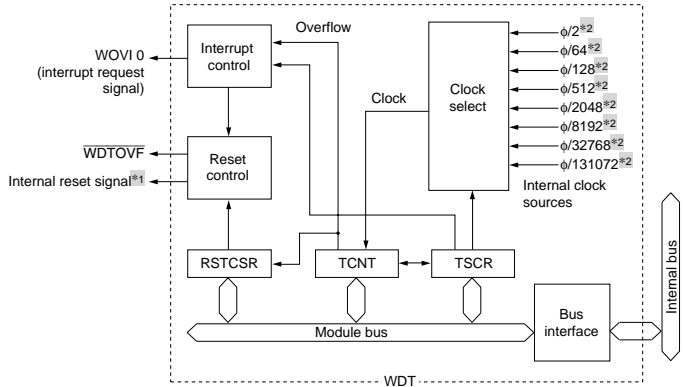 Overflow
WOVI 0
(interrupt request
signal)
Interrupt
control
Clock
Clock
select
ϕ/2*2
ϕ/64*2
ϕ/128*2
ϕ/512*2
ϕ/2048*2
ϕ/8192*2
ϕ/32768*2
ϕ/131072*2
Internal clock
sources
WDTOVF
Internal reset signal*1
Reset
control
RSTCSR
TCNT
TSCR
Module bus
Bus
interface
Internal bus
WDT